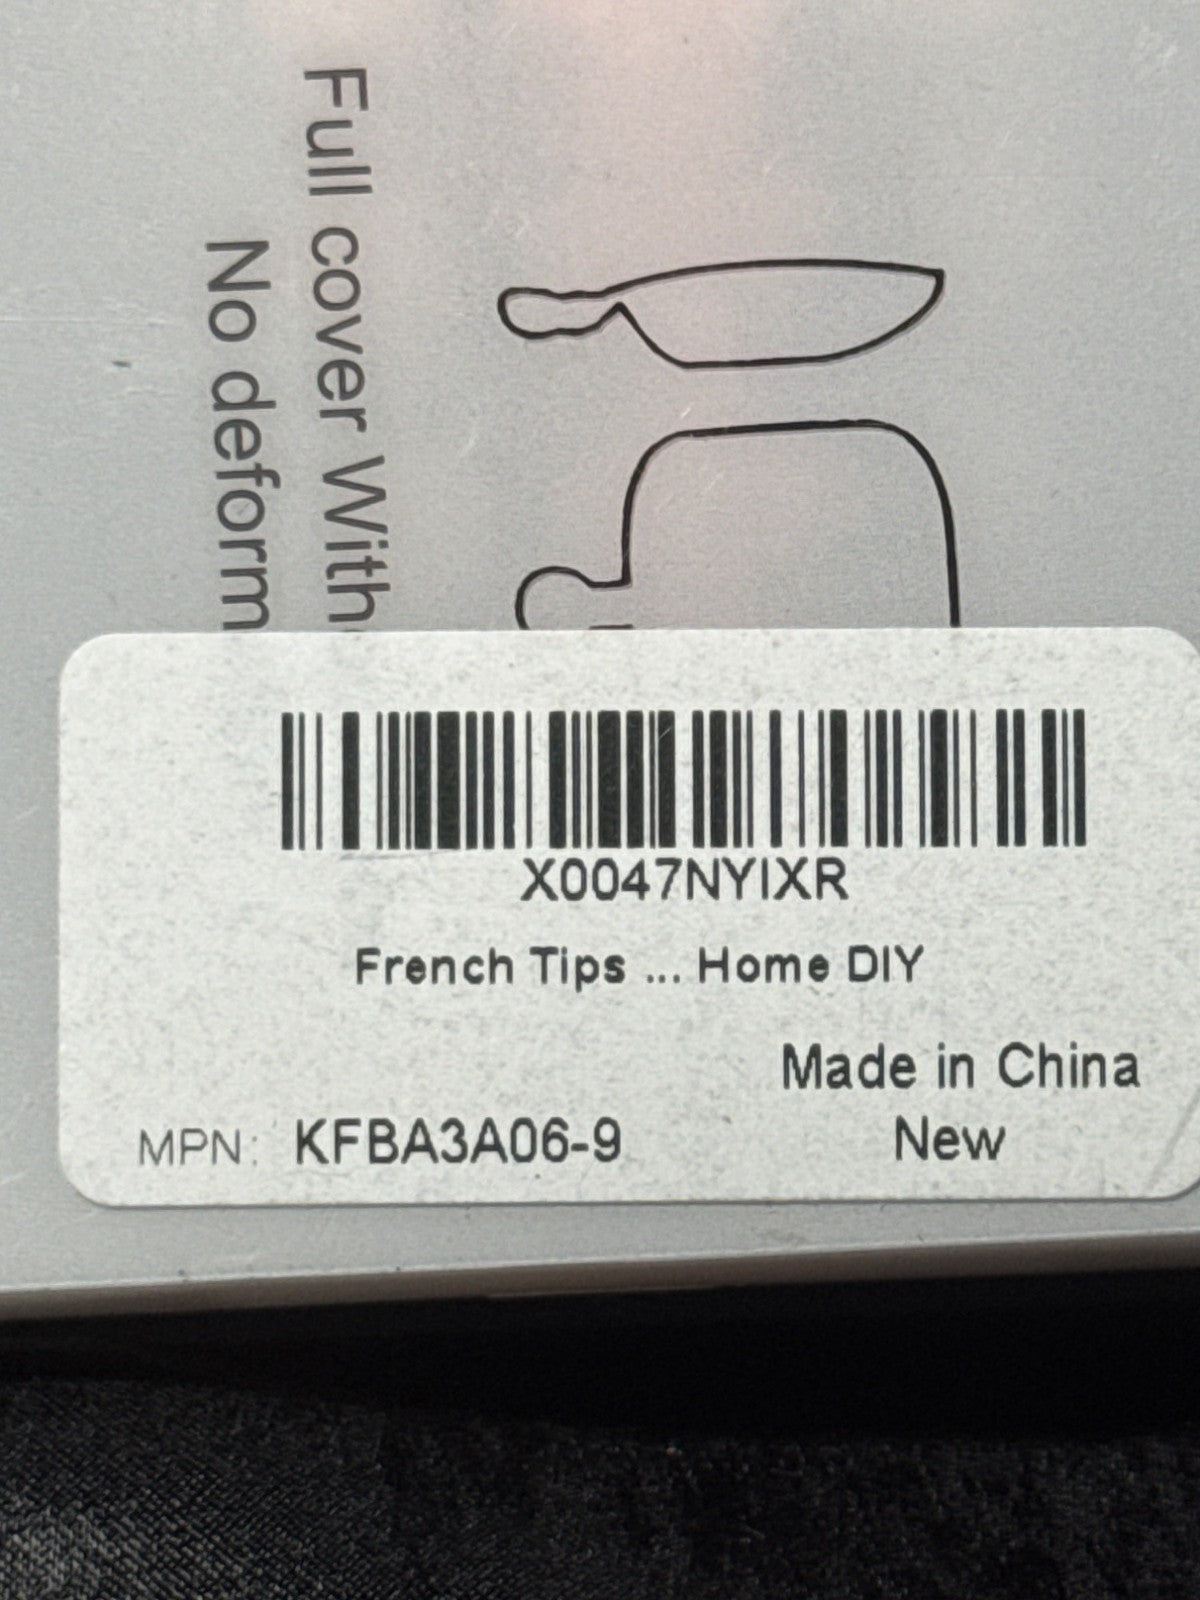 Full cover With
No deform
X0047NYIXR
French Tips ... Home DIY
Made in China
MPN: KFBA3A06-9
New